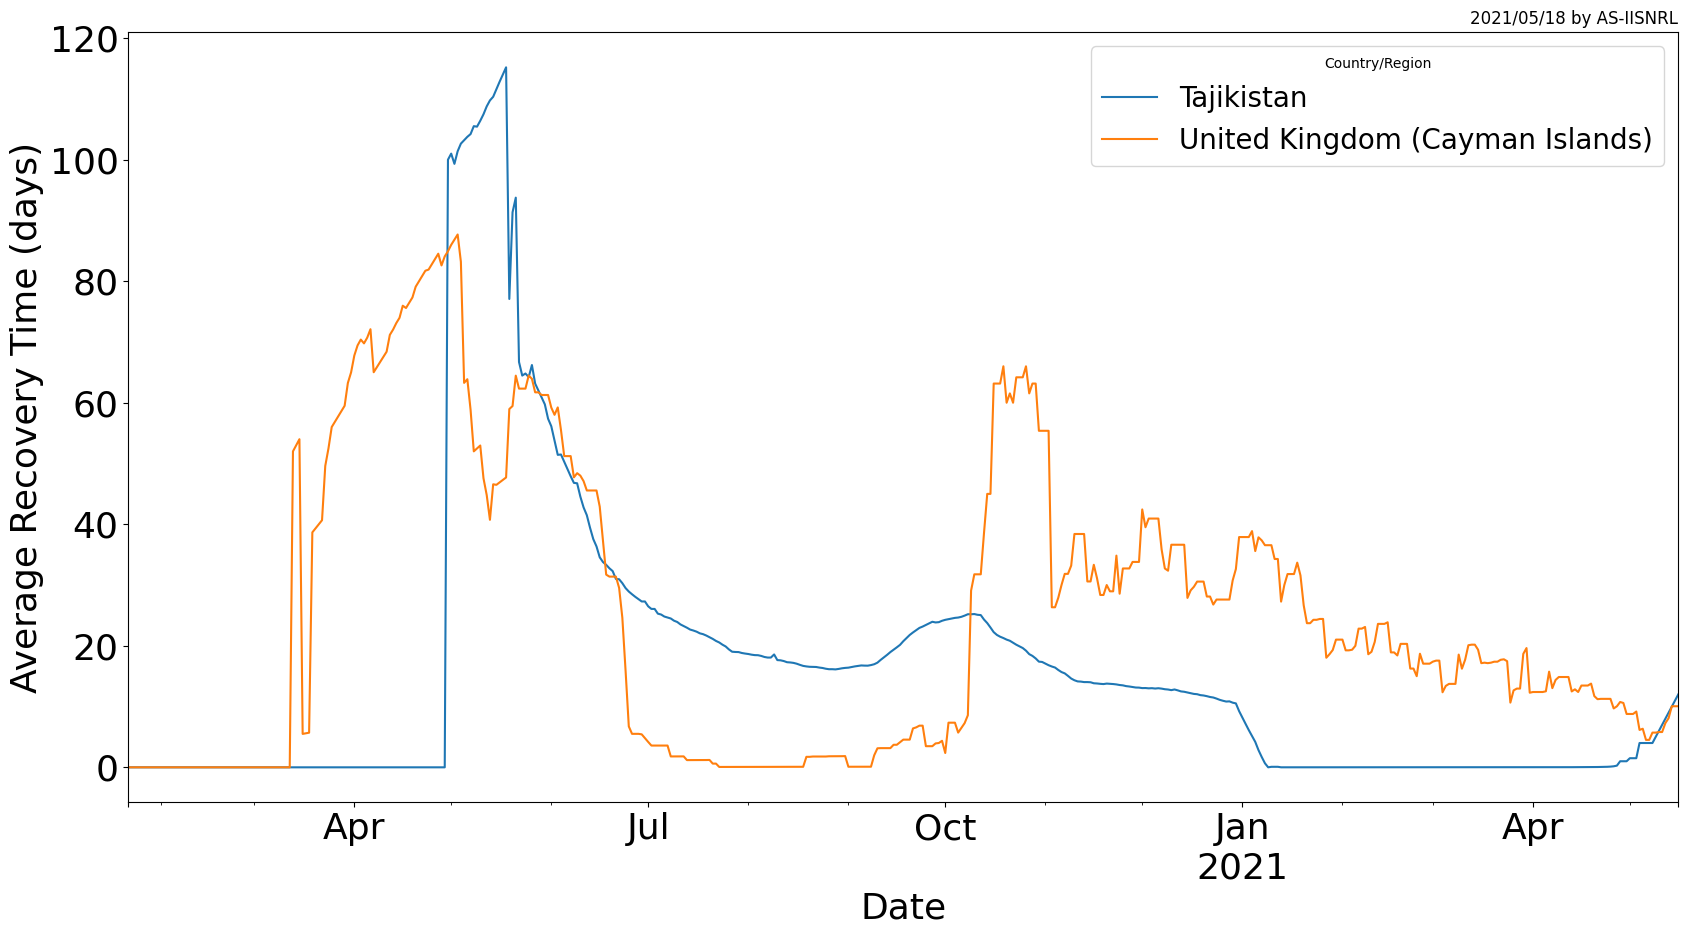 2021/05/18 by AS-IISNRL
Country/Region
Tajikistan
United Kingdom (Cayman Islands)
Average Recovery Time (days)
120
100
80
60
40
20
0
Apr
Jul
Oct
Jan
2021
Apr
Date